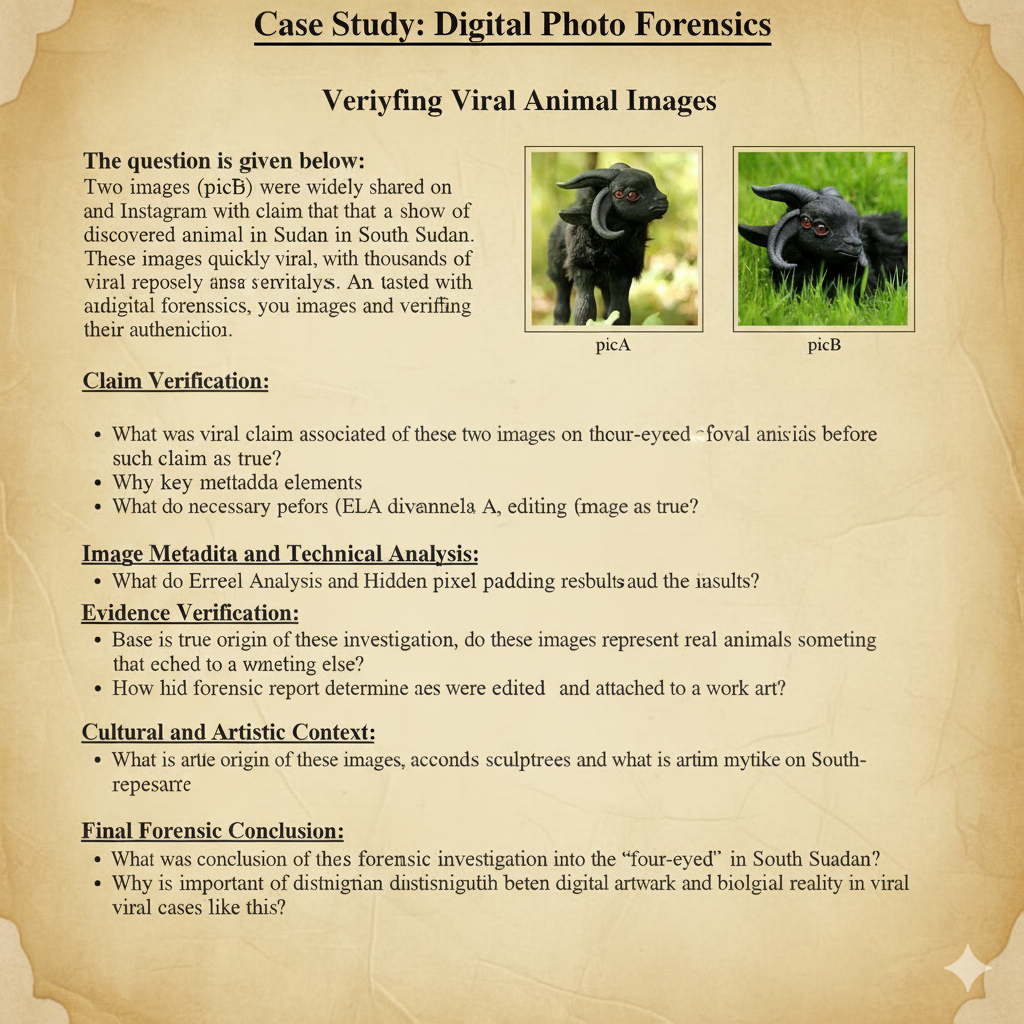 Case Study: Digital Photo Forensics
Veriyfing Viral Animal Images
The question is given below:
Two images (picB) were widely shared on
and Instagram with claim that that a show of
discovered animal in Sudan in South Sudan.
These images quickly viral, with thousands of
viral reposely servitalys. An tasted with
aıdigital forenssics, you images and veriffing
their authenictioı.
picA
picB
Claim Verification:
• What was viral claim associated of these two images on thour-eyced before
such claim as true?
• Why key mettadda elements
• What do necessary pefors (ELA divannela A, editing (mage as true?
Image Metadita and Technical Analysis:
• What do Erreel Analysis and Hidden pixel padding resbults aud the insults?
Evidence Verification:
• Base is true origin of these investigation, do these images represent real animals someting
that eched to a wmeting else?
• How hid forensic report determine aes were edited and attached to a work art?
Cultural and Artistic Context:
• What is artıe origin of these images, acconds sculptrees and what is artim mytike on South-
repesarre
Final Forensic Conclusion:
• What was conclusion of thes forensic investigation into the “four-eyed” in South Suadan?
• Why is important of distnigtian distisnigutih beten digital artwark and biolgial reality in viral
viral cases like this?